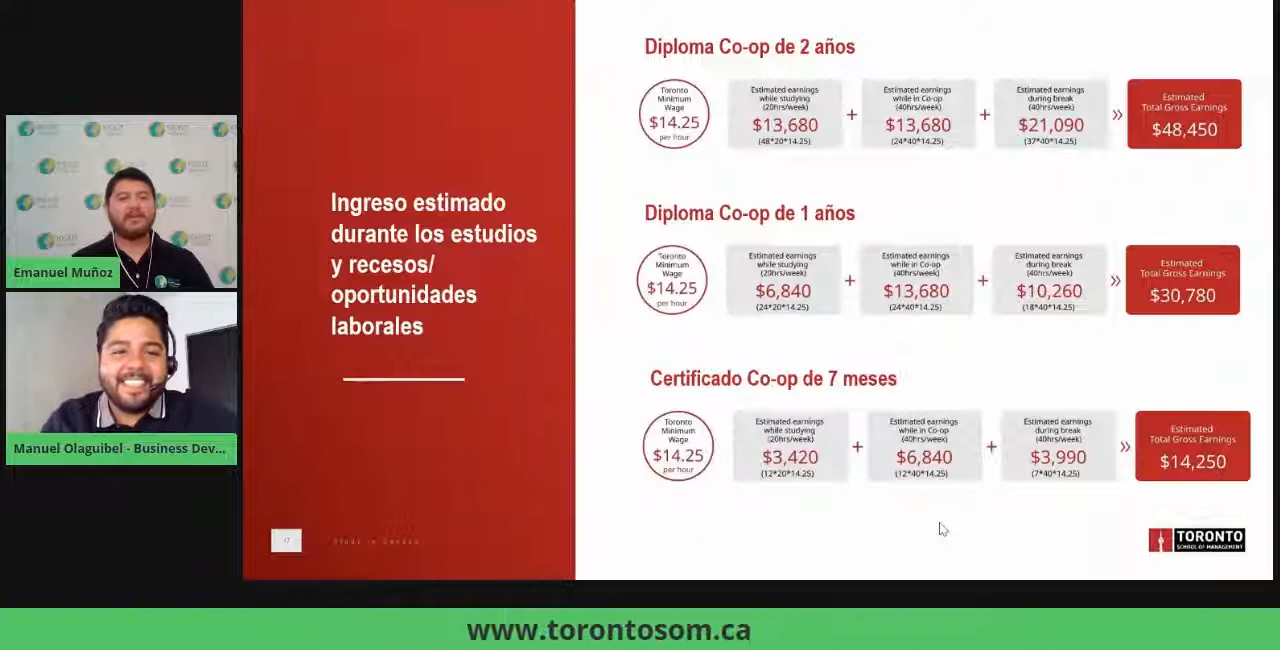 Emanuel Muñoz
Manuel Olaguibel - Business Dev...
Ingreso estimado
durante los estudios
y recesos/
oportunidades
laborales
17
Diploma Co-op de 2 años
Toronto
Minimum
Wage
$14.25
per hour
Estimated earnings
while studying
(20hrs/week)
$13,680
(48*20*14.25)
+
Estimated earnings
while in Co-op
(40hrs/week)
$13,680
(24*40*14.25)
+
Estimated earnings
during break
(40hrs/week)
$21,090
(37*40*14.25)
»
Estimated
Total Gross Earnings
$48,450
Diploma Co-op de 1 años
Toronto
Minimum
Wage
$14.25
per hour
Estimated earnings
while studying
(20hrs/week)
$6,840
(24*20*14.25)
+
Estimated earnings
while in Co-op
(40hrs/week)
$13,680
(24*40*14.25)
+
Estimated earnings
during break
(40hrs/week)
$10,260
(18*40*14.25)
»
Estimated
Total Gross Earnings
$30,780
Certificado Co-op de 7 meses
Toronto
Minimum
Wage
$14.25
per hour
Estimated earnings
while studying
(20hrs/week)
$3,420
(12*20*14.25)
+
Estimated earnings
while in Co-op
(40hrs/week)
$6,840
(12*40*14.25)
+
Estimated earnings
during break
(40hrs/week)
$3,990
(7*40*14.25)
»
Estimated
Total Gross Earnings
$14,250
TORONTO
SCHOOL OF MANAGEMENT
www.torontosom.ca